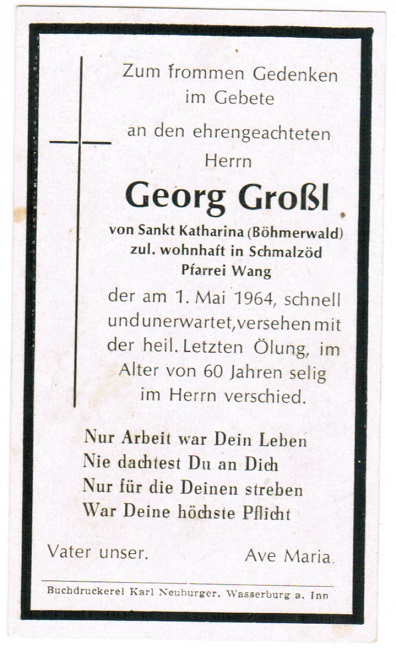 Zum frommen Gedenken
im Gebete
an den ehrengeachteten
Herrn
Georg Großl
von Sankt Katharina (Böhmerwald)
zul. wohnhaft in Schmalzöd
Pfarrei Wang
der am 1. Mai 1964, schnell
und unerwartet, versehen mit
der heil. Letzten Ölung, im
Alter von 60 Jahren selig
im Herrn verschied.
Nur Arbeit war Dein Leben
Nie dachtest Du an Dich
Nur für die Deinen streben
War Deine höchste Pflicht
Vater unser. Ave Maria.
Buchdruckerei Karl Neuburger, Wasserburg a. Inn